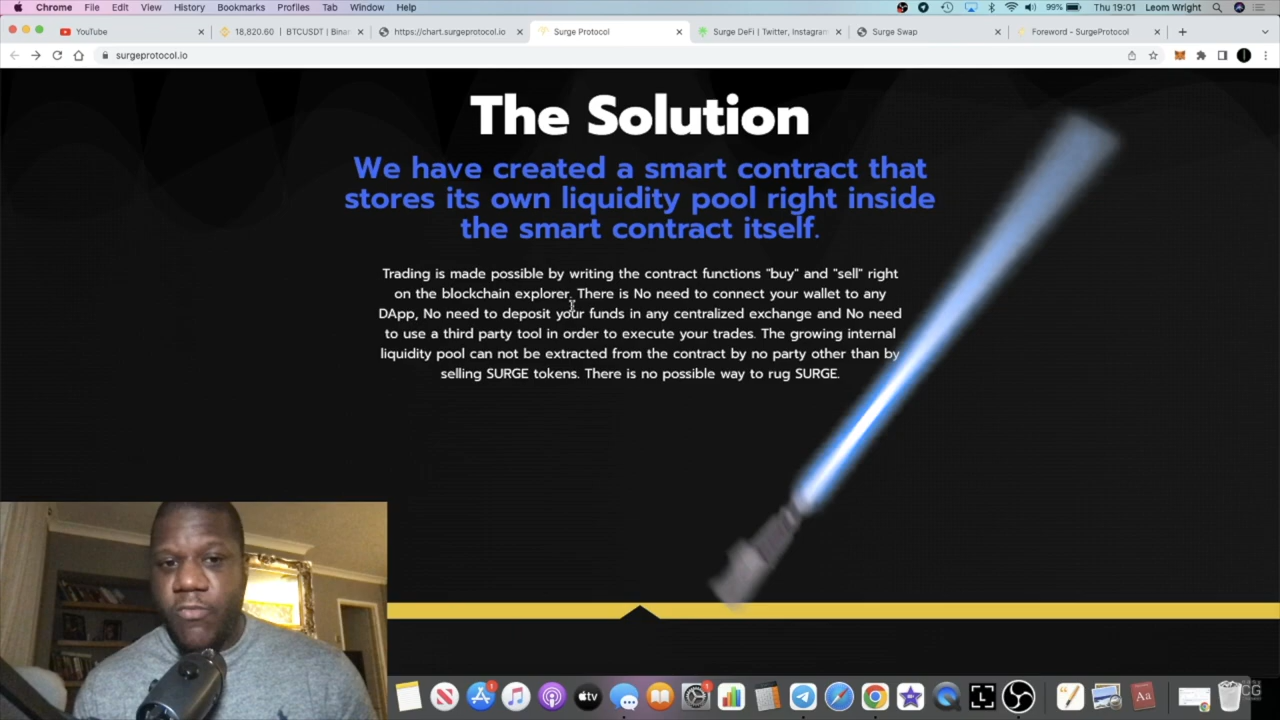 Chrome File Edit View History Bookmarks Profiles Tab Window Help 99% Thu 19:01 Leom Wright
YouTube 18,820.60 | BTCUSDT | Binan https://chart.surgeprotocol.io Surge Protocol Surge DeFi | Twitter, Instagram Surge Swap Foreword - SurgeProtocol
surgeprotocol.io
The Solution
We have created a smart contract that
stores its own liquidity pool right inside
the smart contract itself.
Trading is made possible by writing the contract functions "buy" and "sell" right
on the blockchain explorer. There is No need to connect your wallet to any
DApp, No need to deposit your funds in any centralized exchange and No need
to use a third party tool in order to execute your trades. The growing internal
liquidity pool can not be extracted from the contract by no party other than by
selling SURGE tokens. There is no possible way to rug SURGE.
tv
Aa
CG